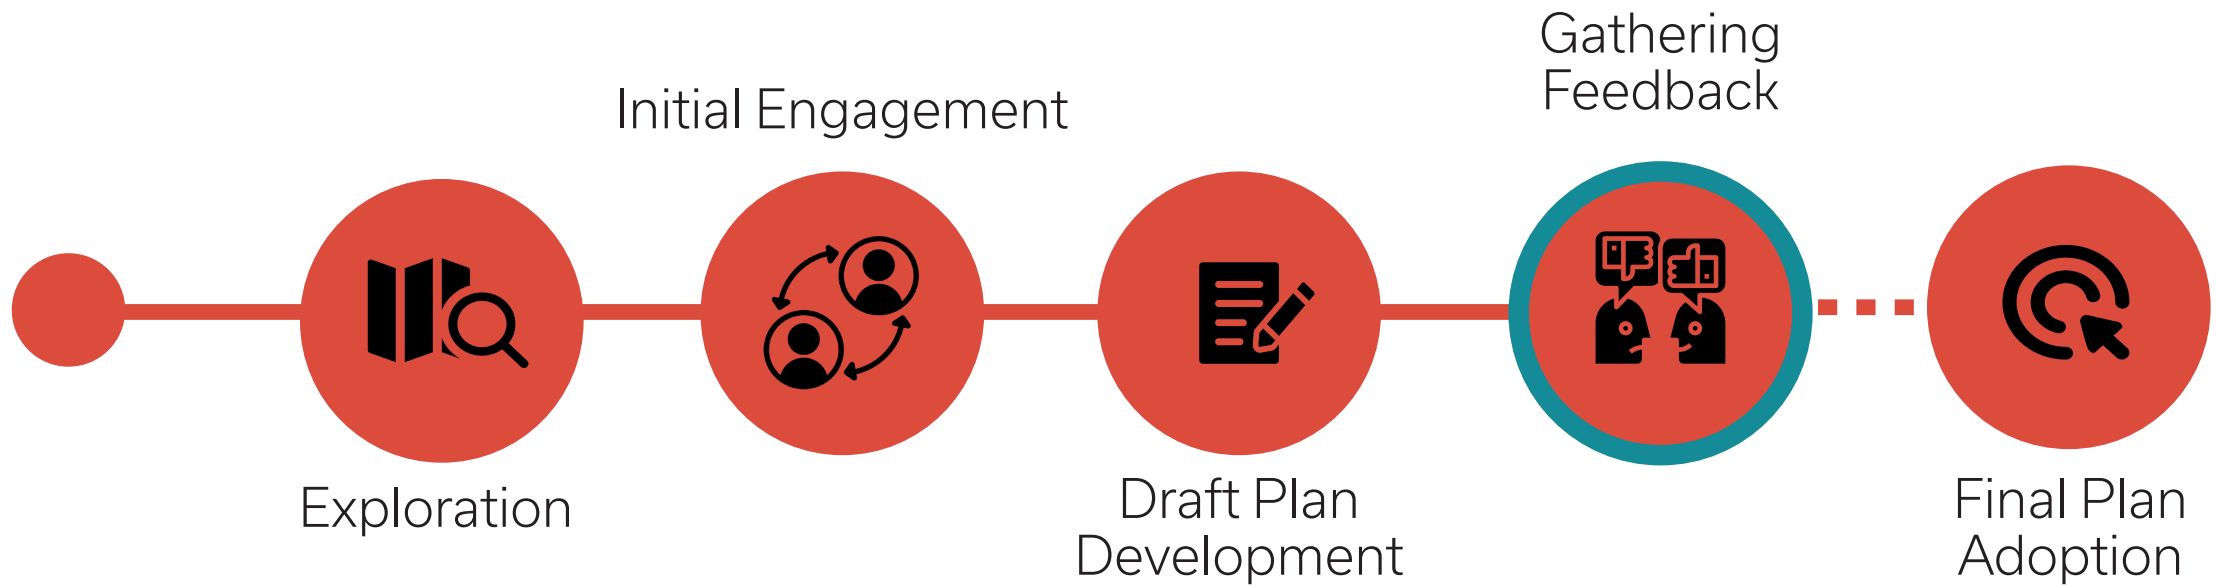 Exploration
Initial Engagement
Draft Plan
Development
Gathering
Feedback
Final Plan
Adoption